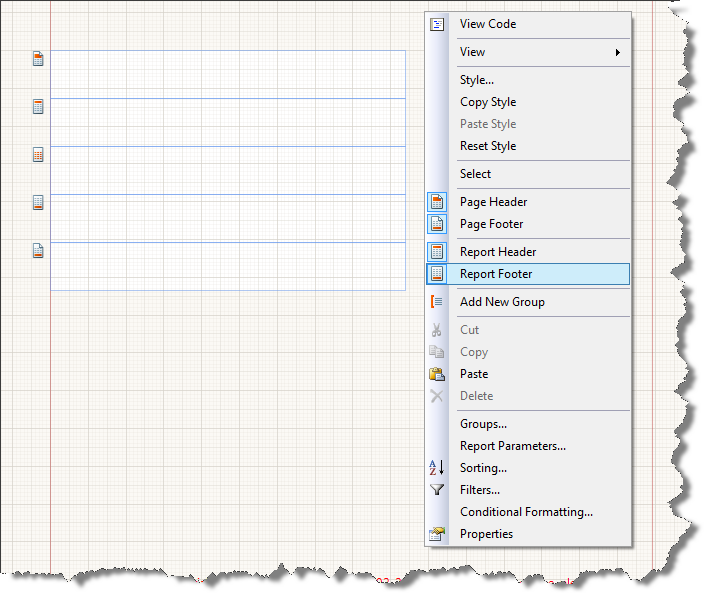 View Code
View
Style...
Copy Style
Paste Style
Reset Style
Select
Page Header
Page Footer
Report Header
Report Footer
Add New Group
Cut
Copy
Paste
Delete
Groups...
Report Parameters...
Sorting...
Filters...
Conditional Formatting...
Properties